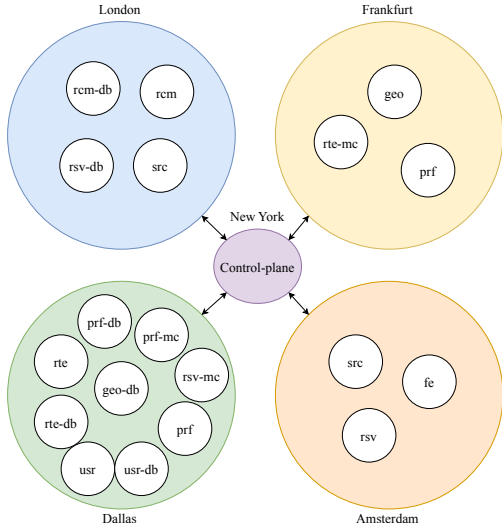 London
Frankfurt
rcm-db
rcm
rsv-db
src
geo
rte-mc
prf
New York
Control-plane
prf-db
prf-mc
rte
geo-db
rsv-mc
rte-db
prf
usr
usr-db
src
fe
rsv
Dallas
Amsterdam